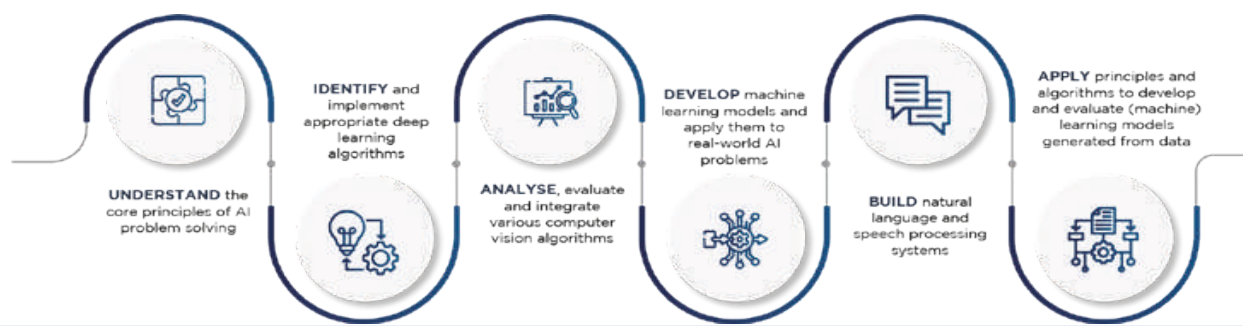 UNDERSTAND the
core principles of AI
problem solving
IDENTIFY and
implement
appropriate deep
learning
algorithms
ANALYSE, evaluate
and integrate
various computer
vision algorithms
DEVELOP machine
learning models and
apply them to
real-world AI
problems
BUILD natural
language and
speech processing
systems
APPLY principles and
algorithms to develop
and evaluate (machine)
learning models
generated from data